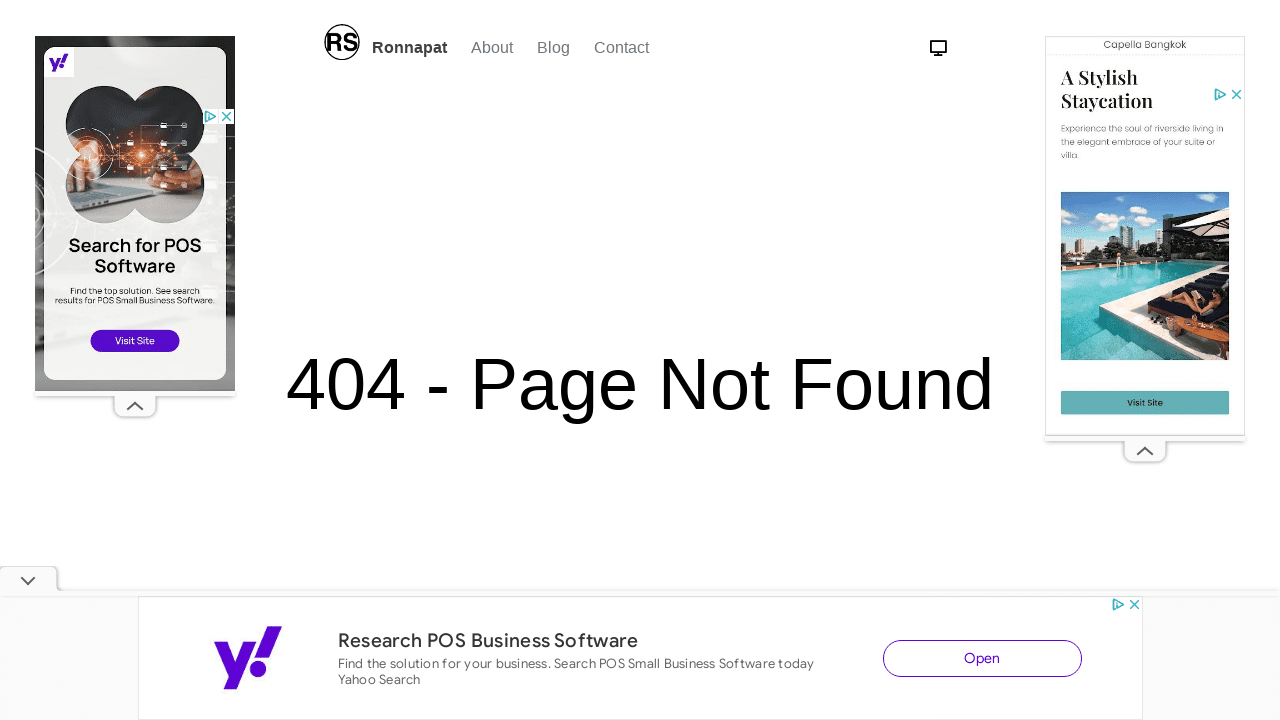 RS
Ronnapat
About
Blog
Contact
y!
Search for POS
Software
Find the top solution. See search
results for POS Small Business Software.
Visit Site
Capella Bangkok
A Stylish
Staycation
Experience the soul of riverside living in
the elegant embrace of your suite or
villa.
Visit Site
404 - Page Not Found
y!
Research POS Business Software
Find the solution for your business. Search POS Small Business Software today
Yahoo Search
Open